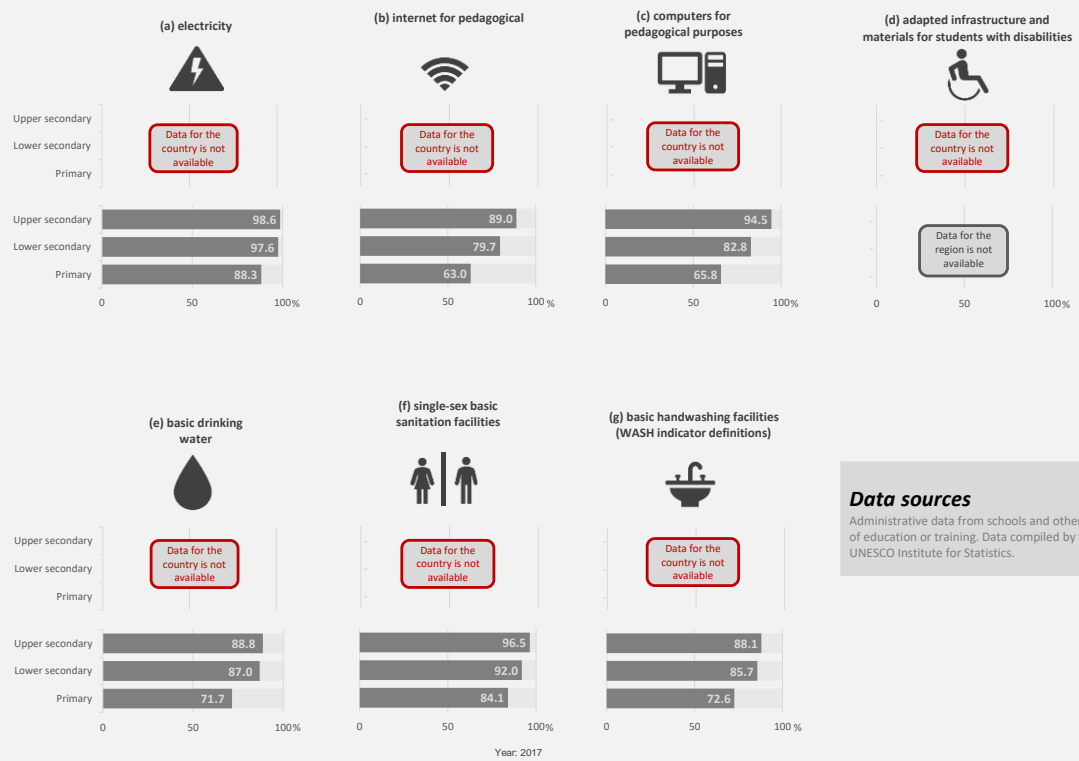 (a) electricity
(b) internet for pedagogical
(c) computers for
pedagogical purposes
(d) adapted infrastructure and
materials for students with disabilities
Upper secondary
Lower secondary
Primary
Data for the
country is not
available
Data for the
country is not
available
Data for the
country is not
available
Data for the
country is not
available
Upper secondary
Lower secondary
Primary
98.6
97.6
88.3
0 50 100%
89.0
79.7
63.0
0 50 100%
94.5
82.8
65.8
0 50 100%
Data for the
region is not
available
0 50 100%
(e) basic drinking
water
(f) single-sex basic
sanitation facilities
(g) basic handwashing facilities
(WASH indicator definitions)
Upper secondary
Lower secondary
Primary
Data for the
country is not
available
Data for the
country is not
available
Data for the
country is not
available
Data sources
Administrative data from schools and other
of education or training. Data compiled by
UNESCO Institute for Statistics.
Upper secondary
Lower secondary
Primary
88.8
87.0
71.7
0 50 100%
96.5
92.0
84.1
0 50 100%
88.1
85.7
72.6
0 50 100%
Year: 2017